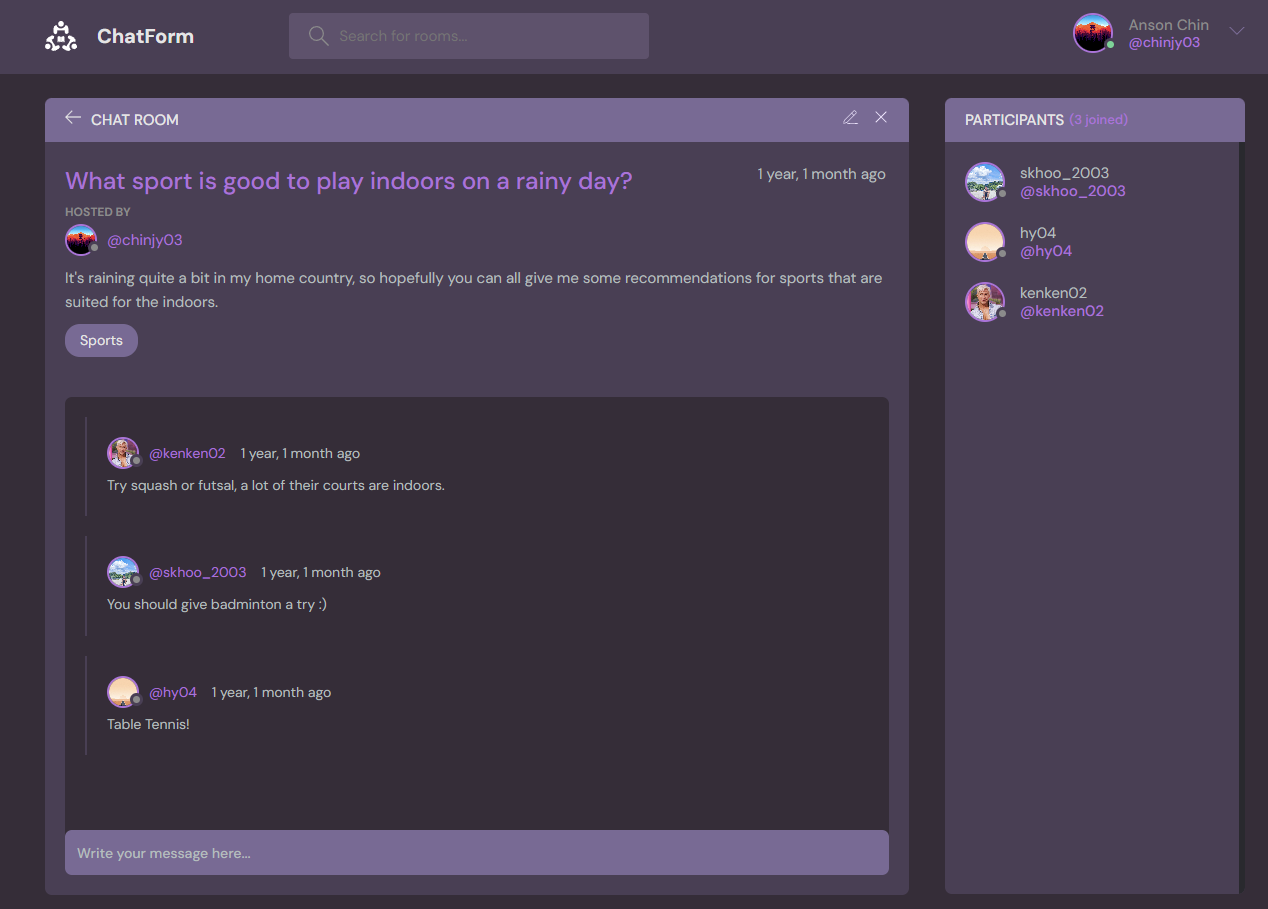 ChatForm
Search for rooms...
Anson Chin
@chinjy03
CHAT ROOM
What sport is good to play indoors on a rainy day?
1 year, 1 month ago
HOSTED BY
@chinjy03
It's raining quite a bit in my home country, so hopefully you can all give me some recommendations for sports that are
suited for the indoors.
Sports
@kenken02 1 year, 1 month ago
Try squash or futsal, a lot of their courts are indoors.
@skhoo_2003 1 year, 1 month ago
You should give badminton a try :)
@hy04 1 year, 1 month ago
Table Tennis!
Write your message here...
PARTICIPANTS (3 joined)
skhoo_2003
@skhoo_2003
hy04
@hy04
kenken02
@kenken02